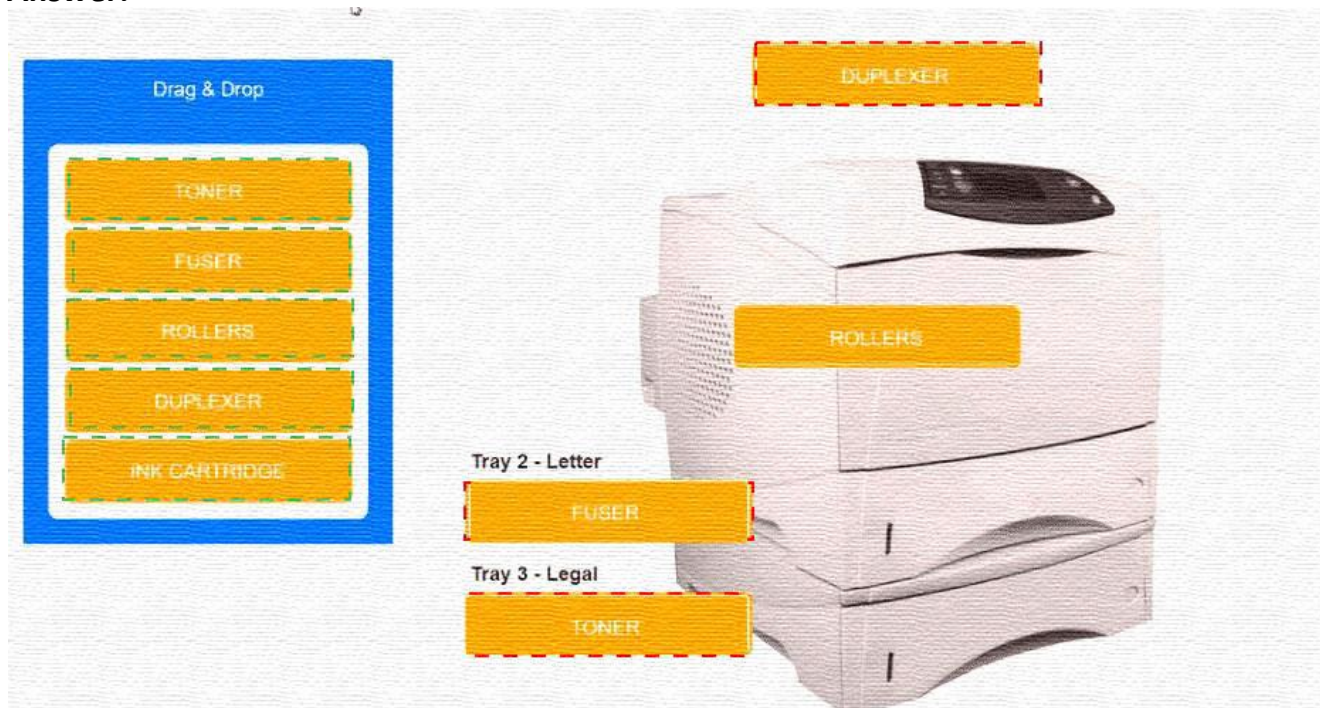 Drag & Drop
TONER
FUSER
ROLLERS
DUPLEXER
INK CARTRIDGE
DUPLEXER
ROLLERS
Tray 2 - Letter
FUSER
Tray 3 - Legal
TONER